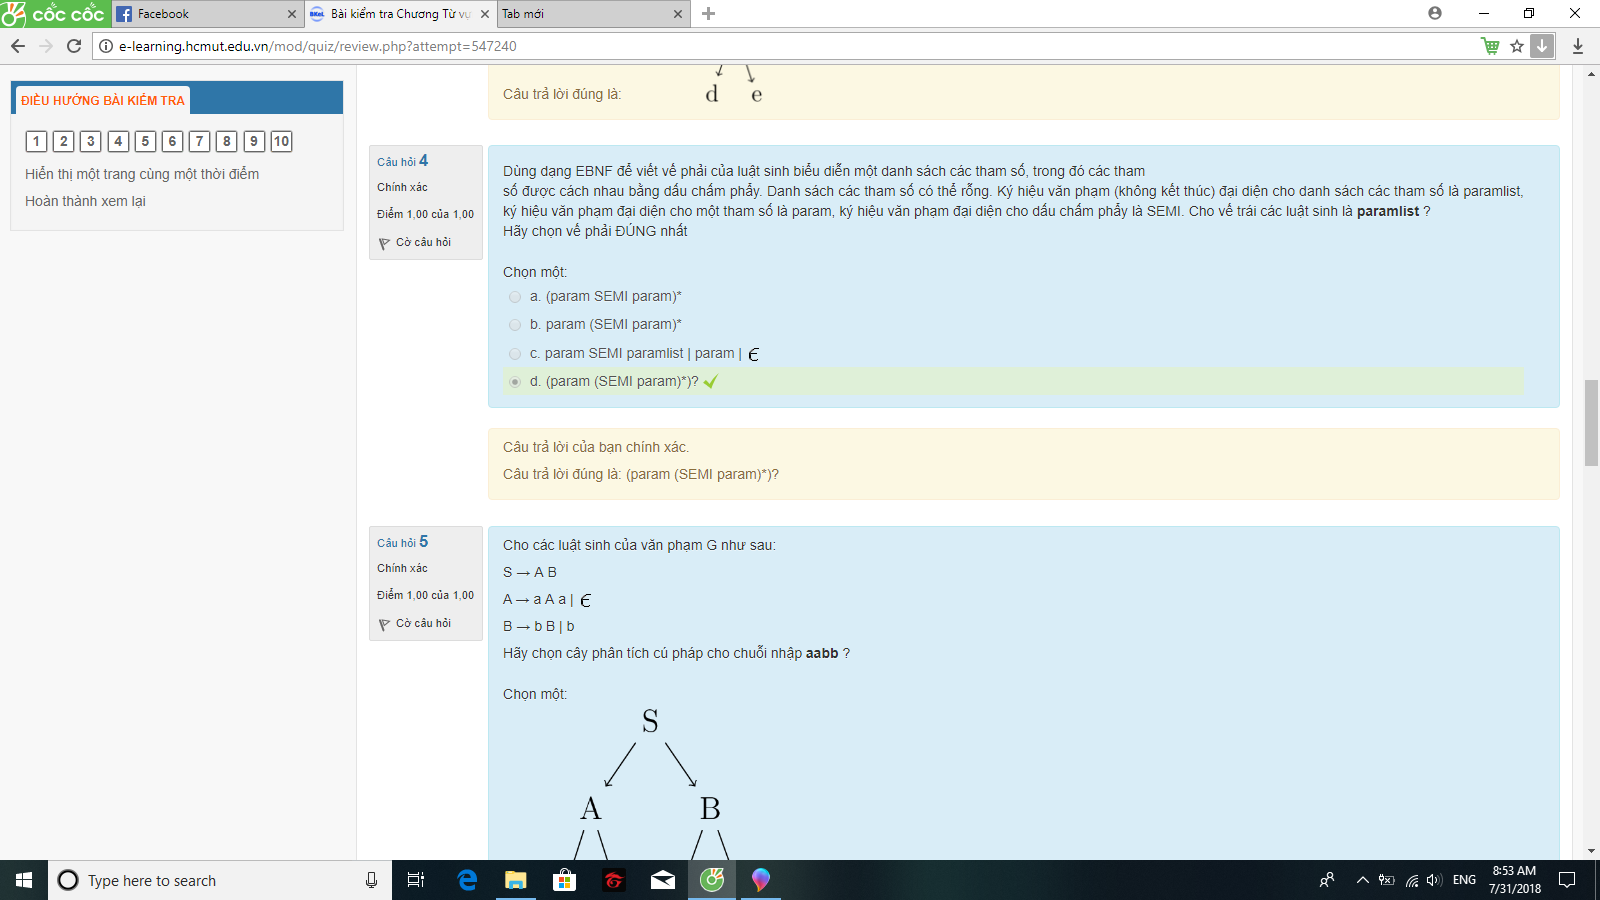 cốc cốc
Facebook
Bài kiểm tra Chương Từ vự
Tab mới
e-learning.hcmut.edu.vn/mod/quiz/review.php?attempt=547240
ĐIỀU HƯỚNG BÀI KIỂM TRA
1 2 3 4 5 6 7 8 9 10
Hiển thị một trang cùng một thời điểm
Hoàn thành xem lại
d e
Câu trả lời đúng là:
Câu hỏi 4
Chính xác
Điểm 1,00 của 1,00
Cờ câu hỏi
Dùng dạng EBNF để viết vế phải của luật sinh biểu diễn một danh sách các tham số, trong đó các tham
số được cách nhau bằng dấu chấm phẩy. Danh sách các tham số có thể rỗng. Ký hiệu văn phạm (không kết thúc) đại diện cho danh sách các tham số là paramlist,
ký hiệu văn phạm đại diện cho một tham số là param, ký hiệu văn phạm đại diện cho dấu chấm phẩy là SEMI. Cho vế trái các luật sinh là paramlist ?
Hãy chọn vế phải ĐÚNG nhất
Chọn một:
a. (param SEMI param)*
b. param (SEMI param)*
c. param SEMI paramlist | param | ϵ
d. (param (SEMI param)*)?
Câu trả lời của bạn chính xác.
Câu trả lời đúng là: (param (SEMI param)*)?
Câu hỏi 5
Chính xác
Điểm 1,00 của 1,00
Cờ câu hỏi
Cho các luật sinh của văn phạm G như sau:
S → A B
A → a A a | ϵ
B → b B | b
Hãy chọn cây phân tích cú pháp cho chuỗi nhập aabb ?
Chọn một:
S
A B
Type here to search
ENG
8:53 AM
7/31/2018